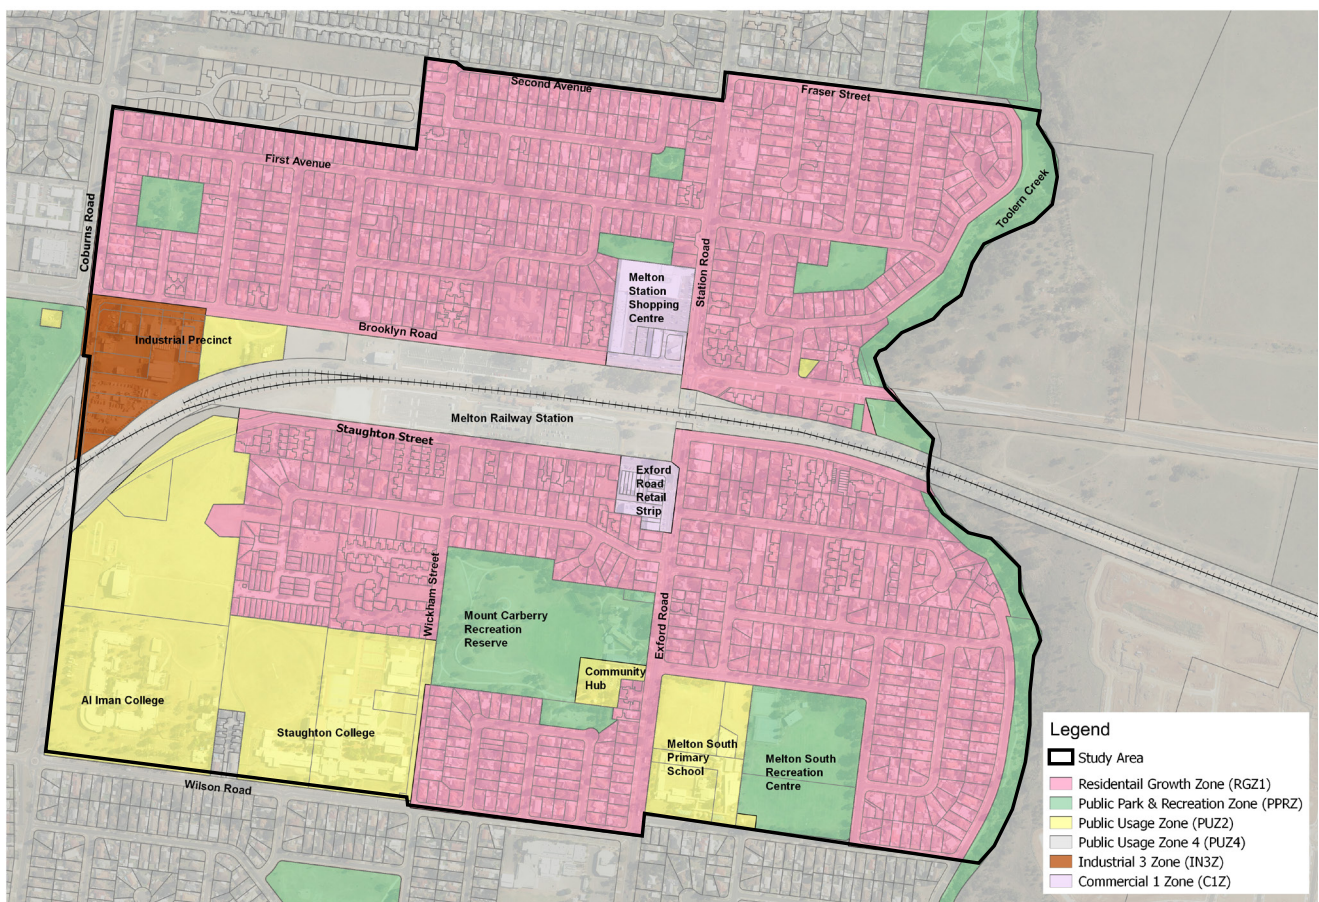 Second Avenue
Fraser Street
First Avenue
Toolern Creek
Coburns Road
Station Road
Melton
Station
Shopping
Centre
Brooklyn Road
Industrial Precinct
Melton Railway Station
Staughton Street
Exford
Road
Retail
Strip
Wickham Street
Mount Carberry
Recreation
Reserve
Exford Road
Community
Hub
Al Iman College
Staughton College
Melton South
Primary
School
Melton South
Recreation
Centre
Wilson Road
Legend
Study Area
Residentail Growth Zone (RGZ1)
Public Park & Recreation Zone (PPRZ)
Public Usage Zone (PUZ2)
Public Usage Zone 4 (PUZ4)
Industrial 3 Zone (IN3Z)
Commercial 1 Zone (C1Z)